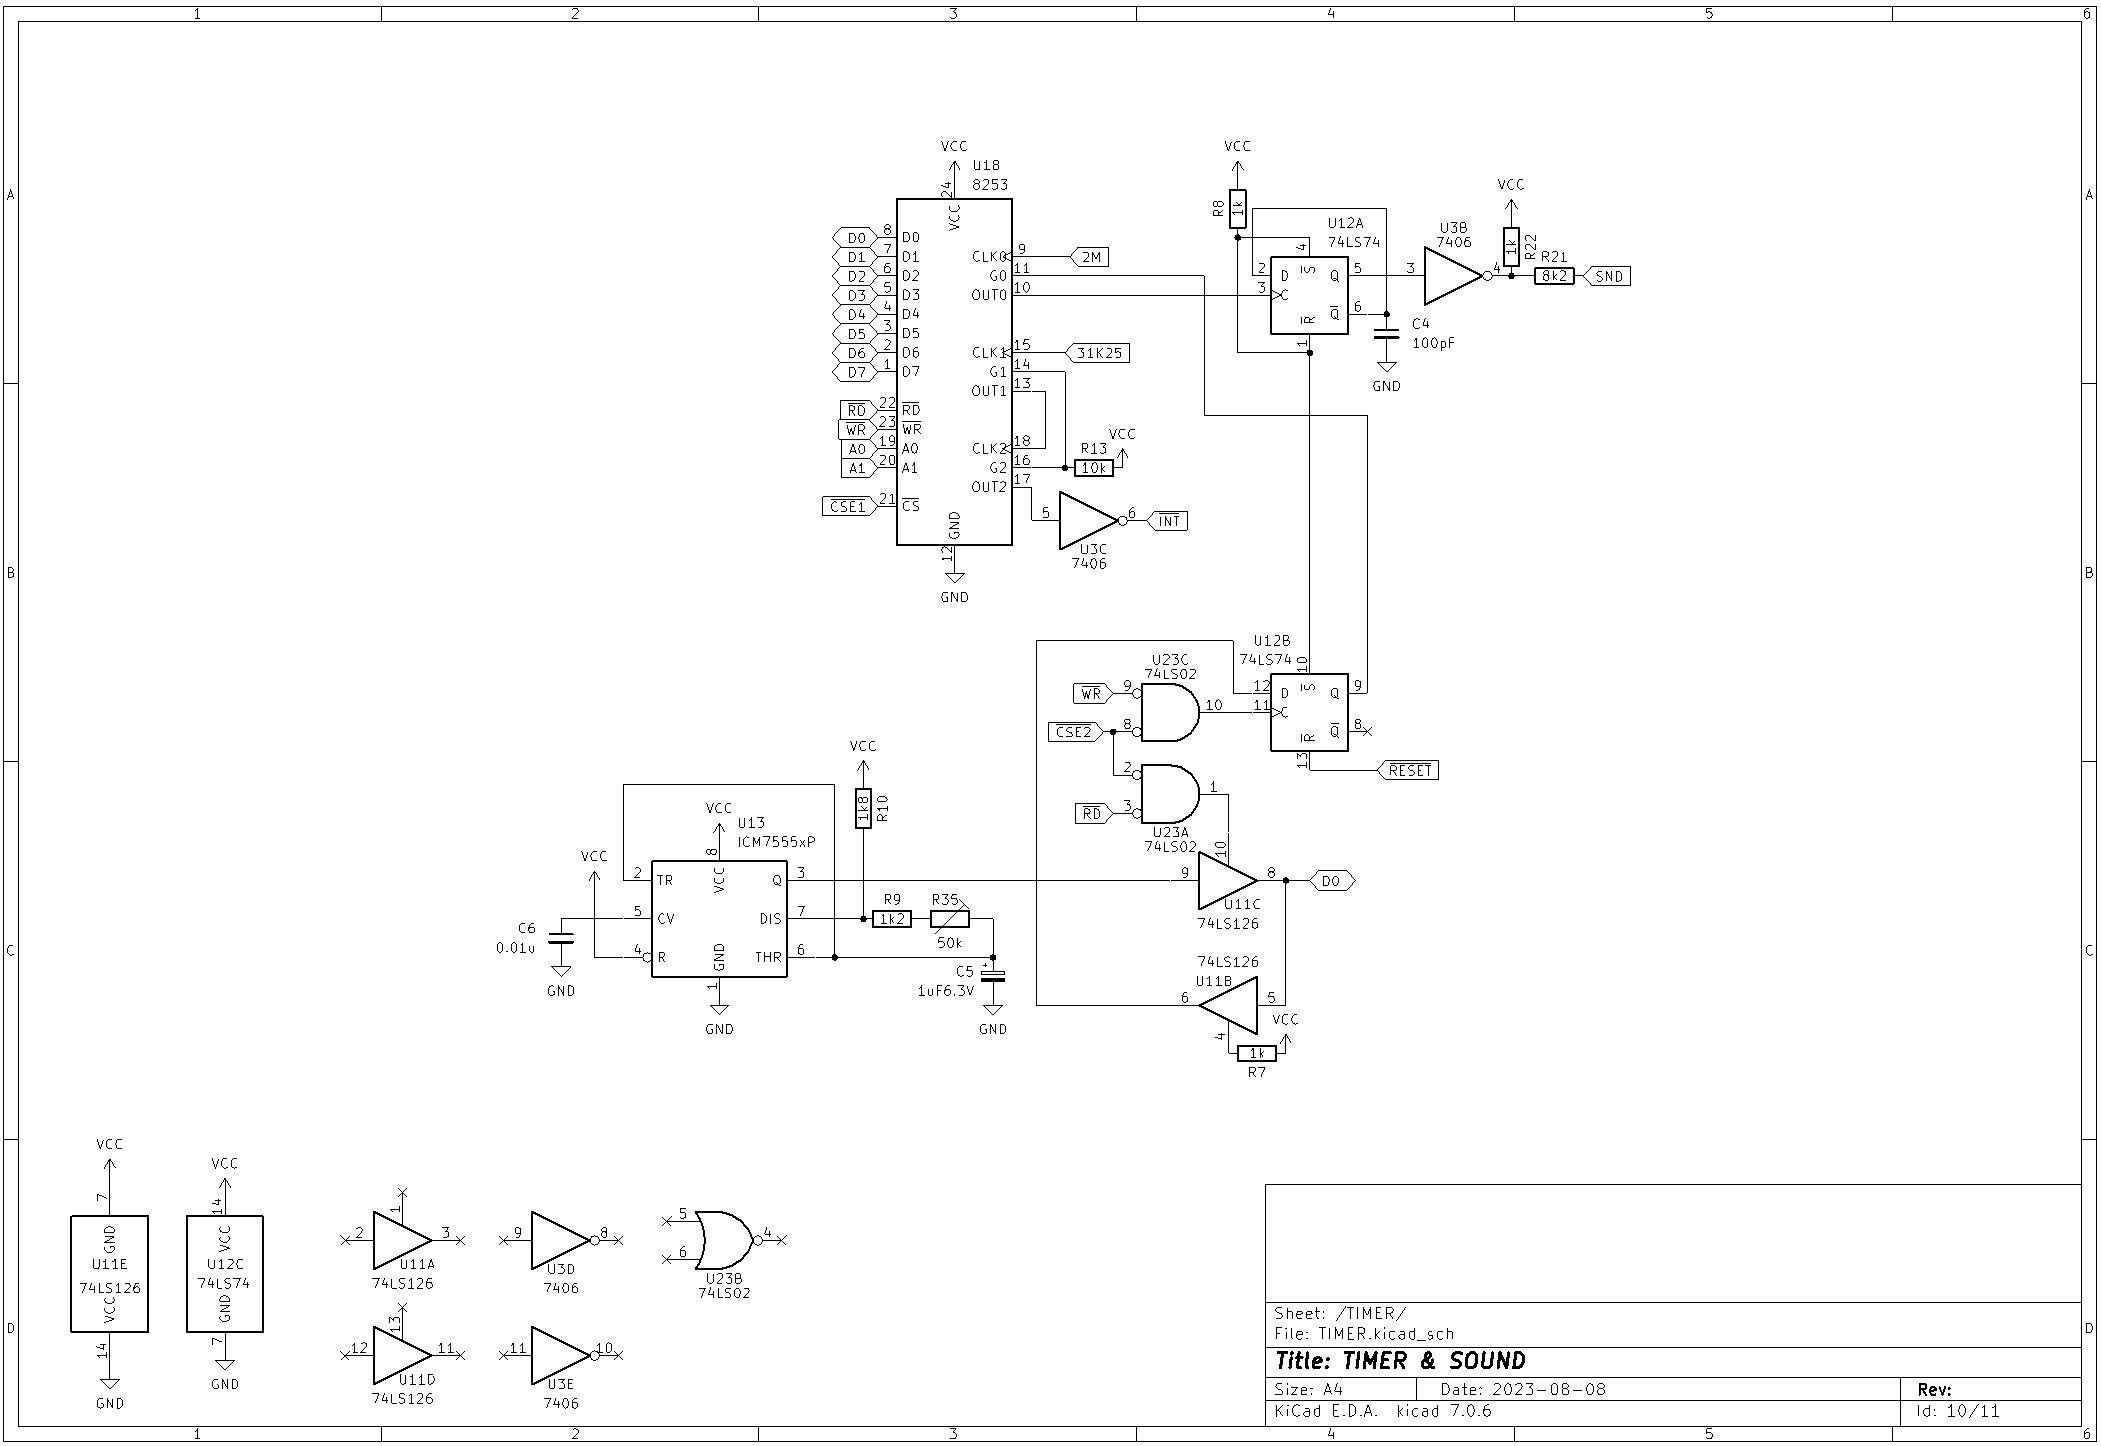 1 2 3 4 5 6
A
B
C
D
VCC
U18
8253
24
VCC
D0 8 D0
D1 7 D1
D2 6 D2
D3 5 D3
D4 4 D4
D5 3 D5
D6 2 D6
D7 1 D7
RD 22 RD
WR 23 WR
A0 19 A0
A1 20 A1
CSE1 21 CS
CLK0 9 2M
G0 11
OUT0 10
CLK1 15 31K25
G1 14
OUT1 13
CLK2 18
G2 16
OUT2 17
GND
12
GND
R13
10k
VCC
5 6 INT
U3C
7406
VCC
R8
1k
U12A
74LS74
4
S
2 D Q 5
3 C
Q 6
R
1
C4
100pF
GND
U3B
7406
3 4
VCC
1k
R22
R21
8k2
SND
U12B
74LS74
10
S
12 D Q 9
11 C
Q 8
R
13
RESET
U23C
74LS02
WR 9
10
CSE2 8
2
1
RD 3
U23A
74LS02
10
9 8 D0
U11C
74LS126
74LS126
U11B
6 5
4
VCC
1k
R7
VCC
1k8
R10
VCC
U13
ICM7555xP
8
VCC
VCC
2 TR Q 3
5 CV DIS 7
4 R THR 6
GND
1
GND
C6
0.01u
GND
R9
1k2
R35
50k
C5
+
1uF6.3V
GND
VCC
7
GND
U11E
74LS126
VCC
14
GND
VCC
14
VCC
U12C
74LS74
GND
7
GND
1
2 3
U11A
74LS126
13
12 11
U11D
74LS126
9 8
U3D
7406
11 10
U3E
7406
5
6
4
U23B
74LS02
Sheet: /TIMER/
File: TIMER.kicad_sch
Title: TIMER & SOUND
Size: A4 Date: 2023-08-08 Rev:
KiCad E.D.A. kicad 7.0.6 Id: 10/11
A
B
C
D
1 2 3 4 5 6